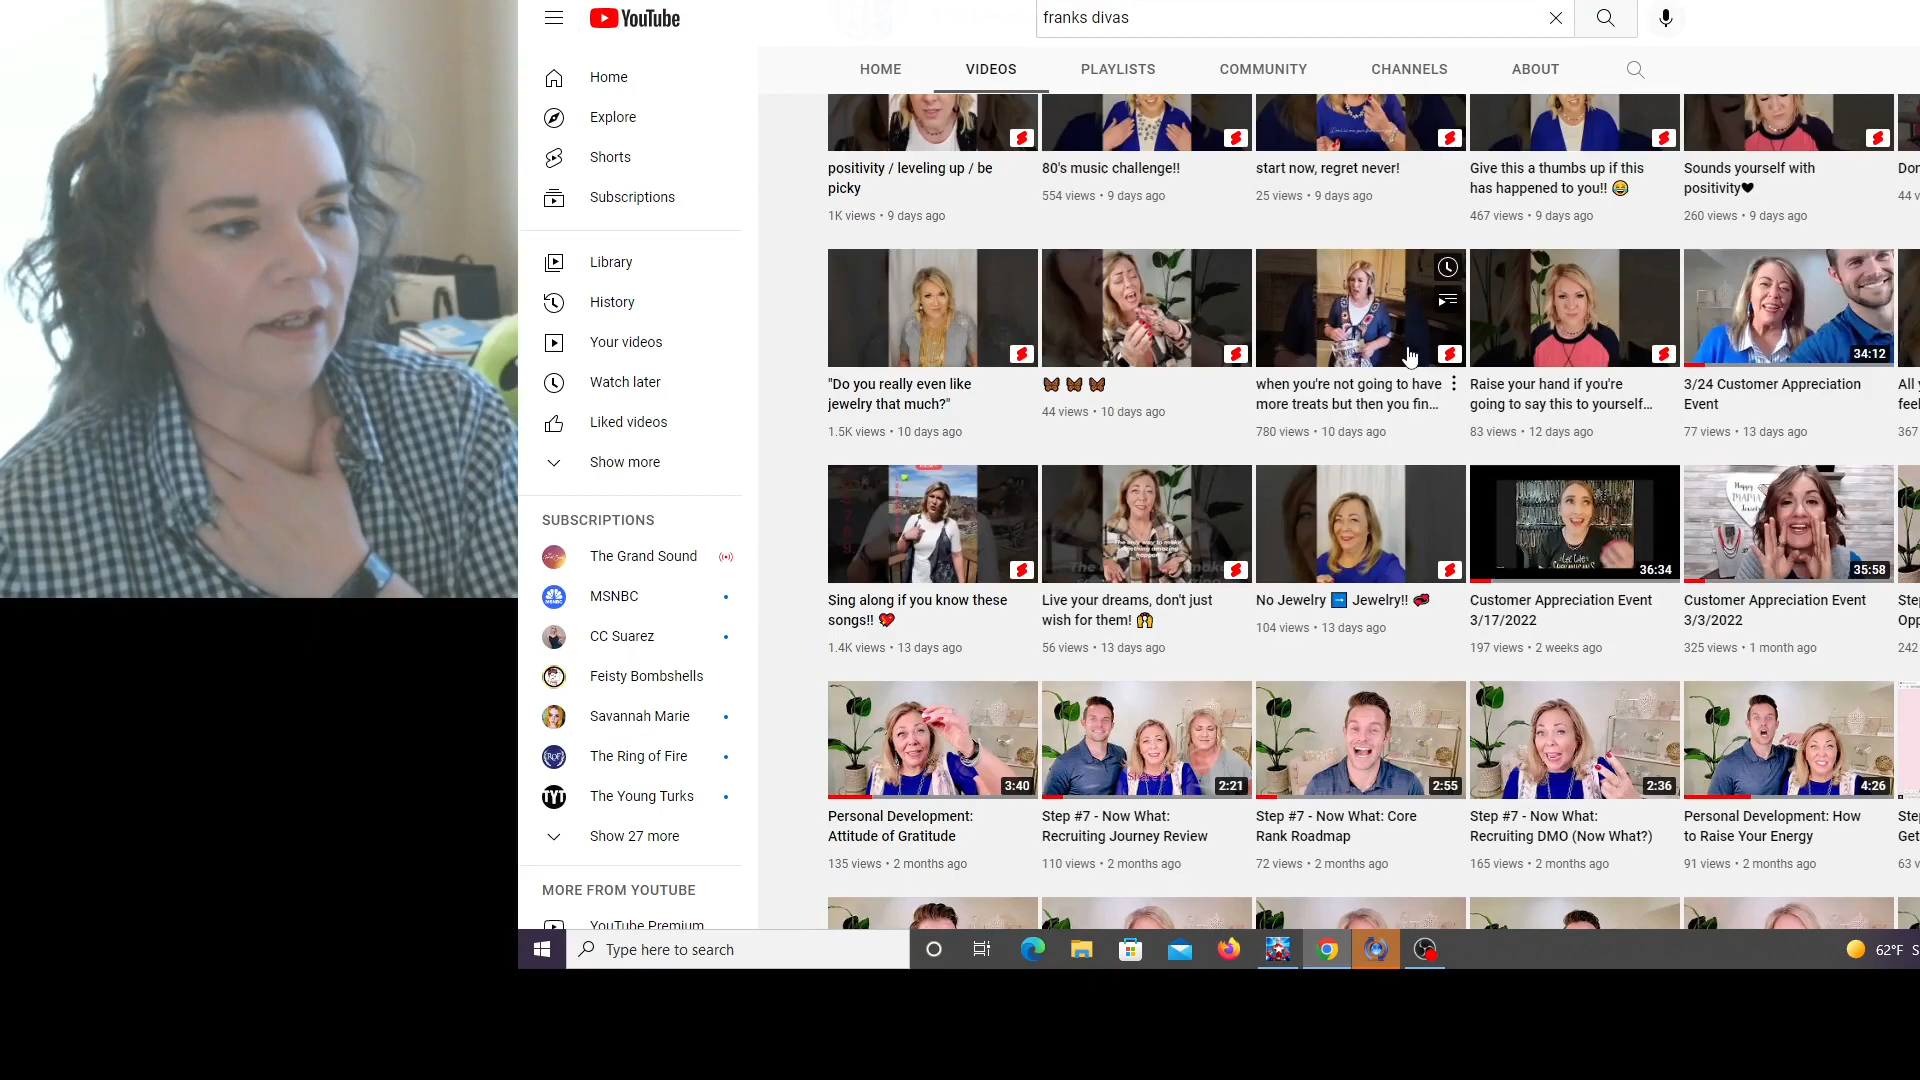 YouTube
franks divas
HOME
VIDEOS
PLAYLISTS
COMMUNITY
CHANNELS
ABOUT
Home
Explore
Shorts
Subscriptions
Library
History
Your videos
Watch later
Liked videos
Show more
SUBSCRIPTIONS
The Grand Sound
MSNBC
CC Suarez
Feisty Bombshells
Savannah Marie
The Ring of Fire
The Young Turks
Show 27 more
MORE FROM YOUTUBE
YouTube Premium
positivity / leveling up / be
picky
1K views • 9 days ago
80's music challenge!!
554 views • 9 days ago
start now, regret never!
25 views • 9 days ago
Give this a thumbs up if this
has happened to you!! 😂
467 views • 9 days ago
Sounds yourself with
positivity🖤
260 views • 9 days ago
Don
44 v
"Do you really even like
jewelry that much?"
1.5K views • 10 days ago
🦋 🦋 🦋
44 views • 10 days ago
when you're not going to have
more treats but then you fin...
780 views • 10 days ago
Raise your hand if you're
going to say this to yourself...
83 views • 12 days ago
34:12
3/24 Customer Appreciation
Event
77 views • 13 days ago
All y
feel
367
Sing along if you know these
songs!! 💖
1.4K views • 13 days ago
Live your dreams, don't just
wish for them! 🙌
56 views • 13 days ago
No Jewelry ➡️ Jewelry!! 💋
104 views • 13 days ago
36:34
Customer Appreciation Event
3/17/2022
197 views • 2 weeks ago
Happy
MAMA
35:58
Customer Appreciation Event
3/3/2022
325 views • 1 month ago
Step
Opp
242
3:40
Personal Development:
Attitude of Gratitude
135 views • 2 months ago
2:21
Step #7 - Now What:
Recruiting Journey Review
110 views • 2 months ago
2:55
Step #7 - Now What: Core
Rank Roadmap
72 views • 2 months ago
2:36
Step #7 - Now What:
Recruiting DMO (Now What?)
165 views • 2 months ago
4:26
Personal Development: How
to Raise Your Energy
91 views • 2 months ago
Step
Get
63 v
Type here to search
62°F S